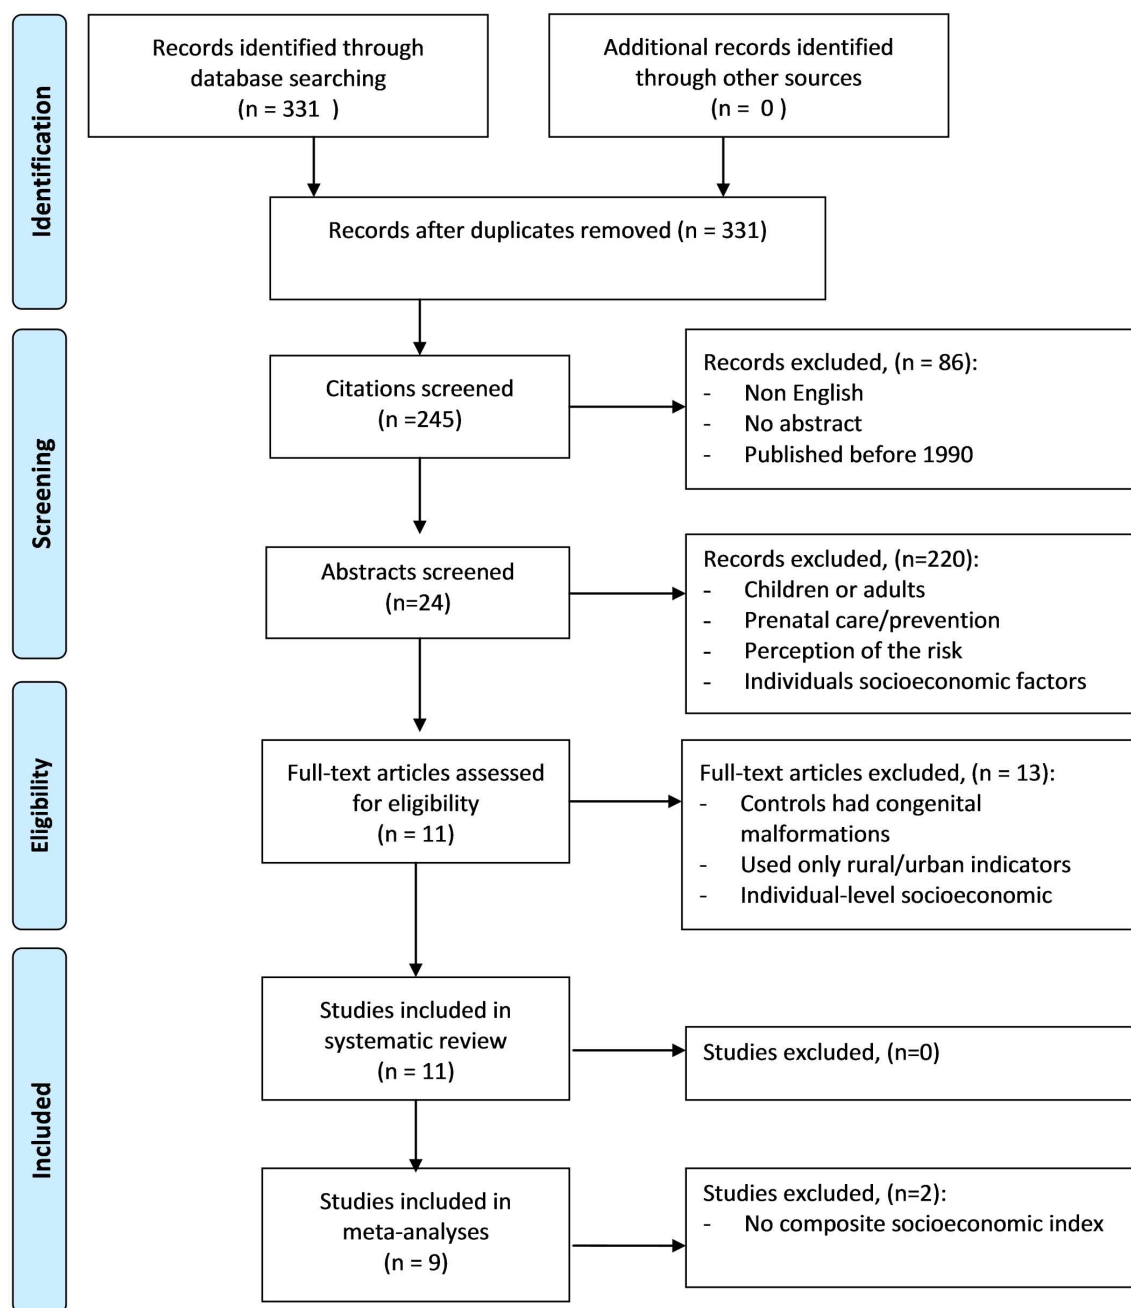 Identification
Records identified through
database searching
(n = 331 )
Additional records identified
through other sources
(n = 0 )
Records after duplicates removed (n = 331)
Screening
Citations screened
(n =245)
Records excluded, (n = 86):
- Non English
- No abstract
- Published before 1990
Abstracts screened
(n=24)
Records excluded, (n=220):
- Children or adults
- Prenatal care/prevention
- Perception of the risk
- Individuals socioeconomic factors
Eligibility
Full-text articles assessed
for eligibility
(n = 11)
Full-text articles excluded, (n = 13):
- Controls had congenital
malformations
- Used only rural/urban indicators
- Individual-level socioeconomic
Included
Studies included in
systematic review
(n = 11)
Studies excluded, (n=0)
Studies included in
meta-analyses
(n = 9)
Studies excluded, (n=2):
- No composite socioeconomic index